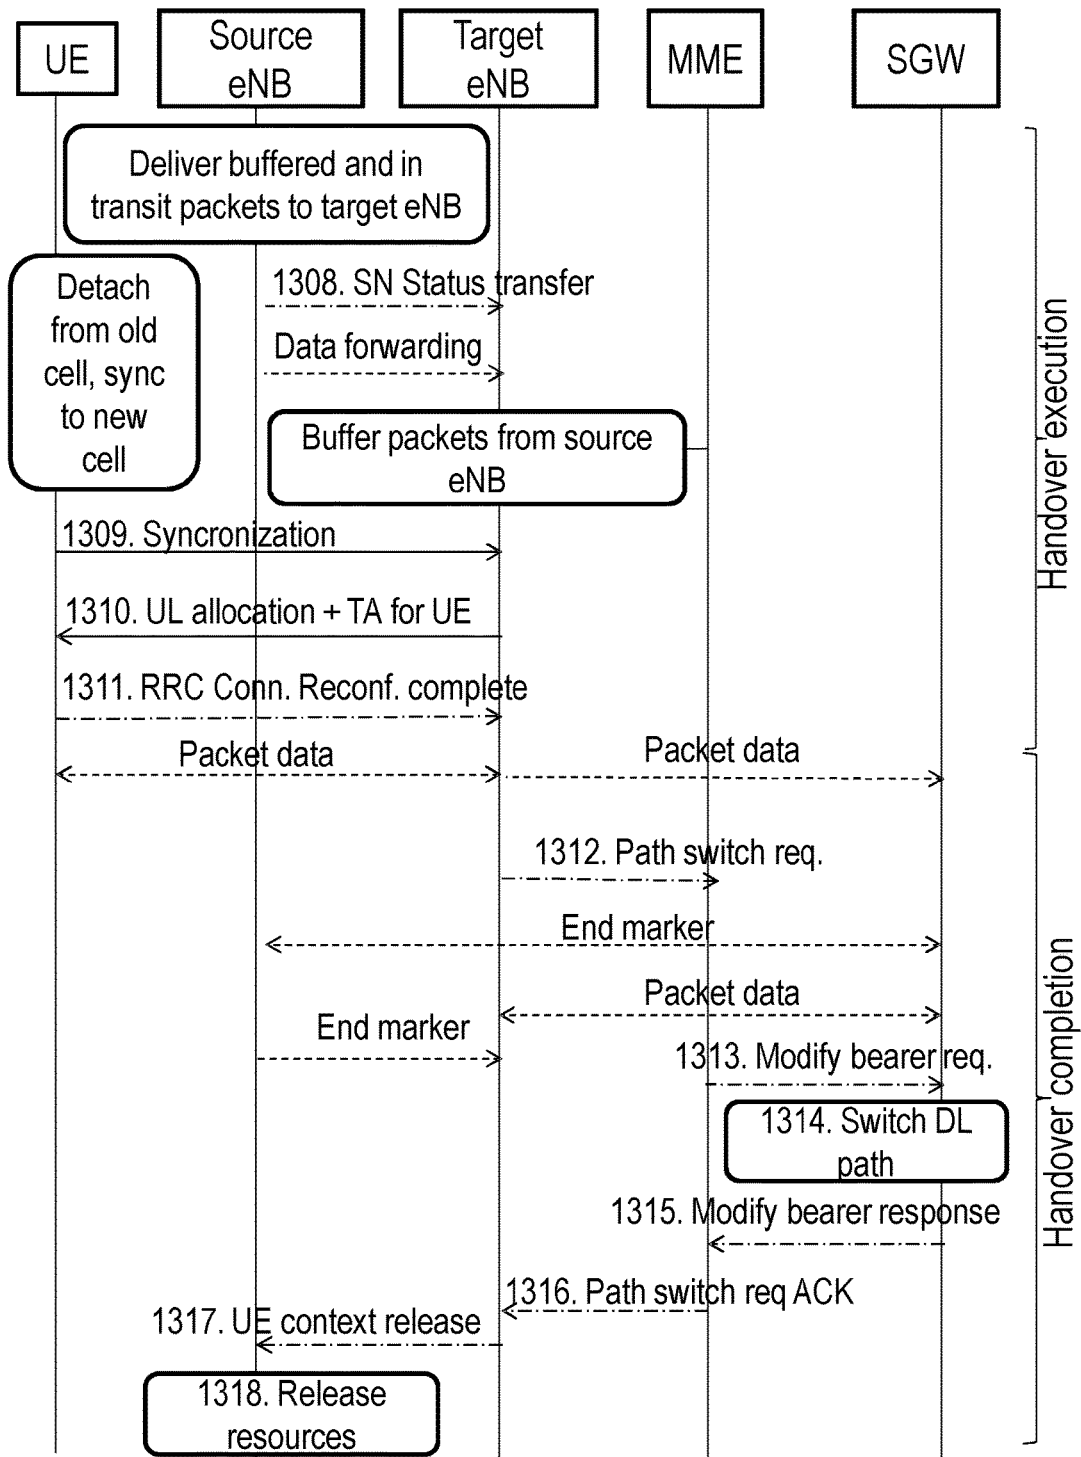 UE
Source
eNB
Target
eNB
MME
SGW
Deliver buffered and in
transit packets to target eNB
Detach
from old
cell, sync
to new
cell
1308. SN Status transfer
Data forwarding
Buffer packets from source
eNB
1309. Syncronization
1310. UL allocation + TA for UE
1311. RRC Conn. Reconf. complete
Handover execution
Packet data
Packet data
1312. Path switch req.
End marker
Packet data
End marker
1313. Modify bearer req.
1314. Switch DL
path
1315. Modify bearer response
1316. Path switch req ACK
1317. UE context release
1318. Release
resources
Handover completion